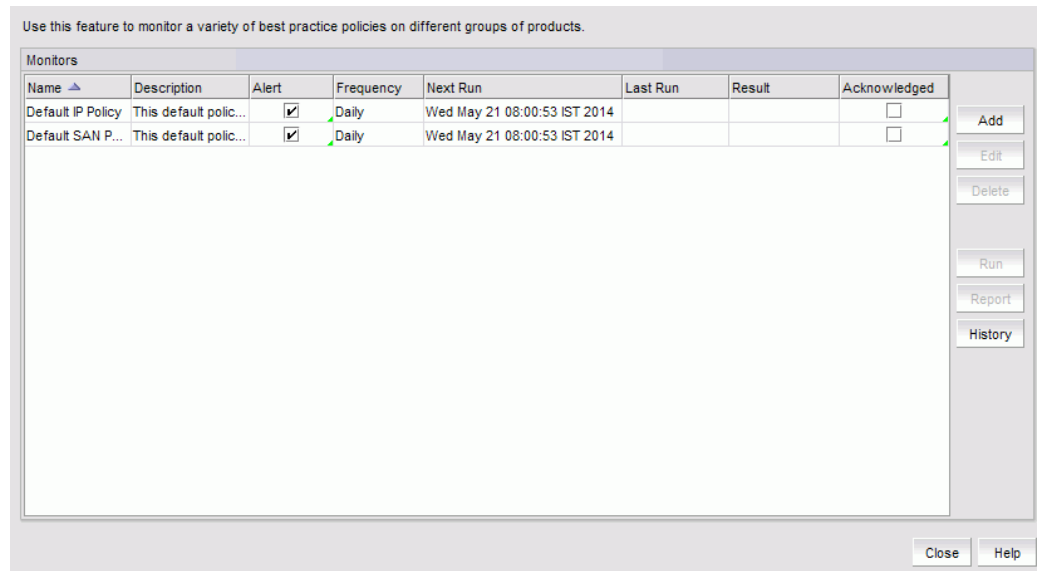 Use this feature to monitor a variety of best practice policies on different groups of products.
Monitors
Name Description Alert Frequency Next Run Last Run Result Acknowledged
Default IP Policy This default polic... Daily Wed May 21 08:00:53 IST 2014
Default SAN P... This default polic... Daily Wed May 21 08:00:53 IST 2014
Add
Edit
Delete
Run
Report
History
Close Help